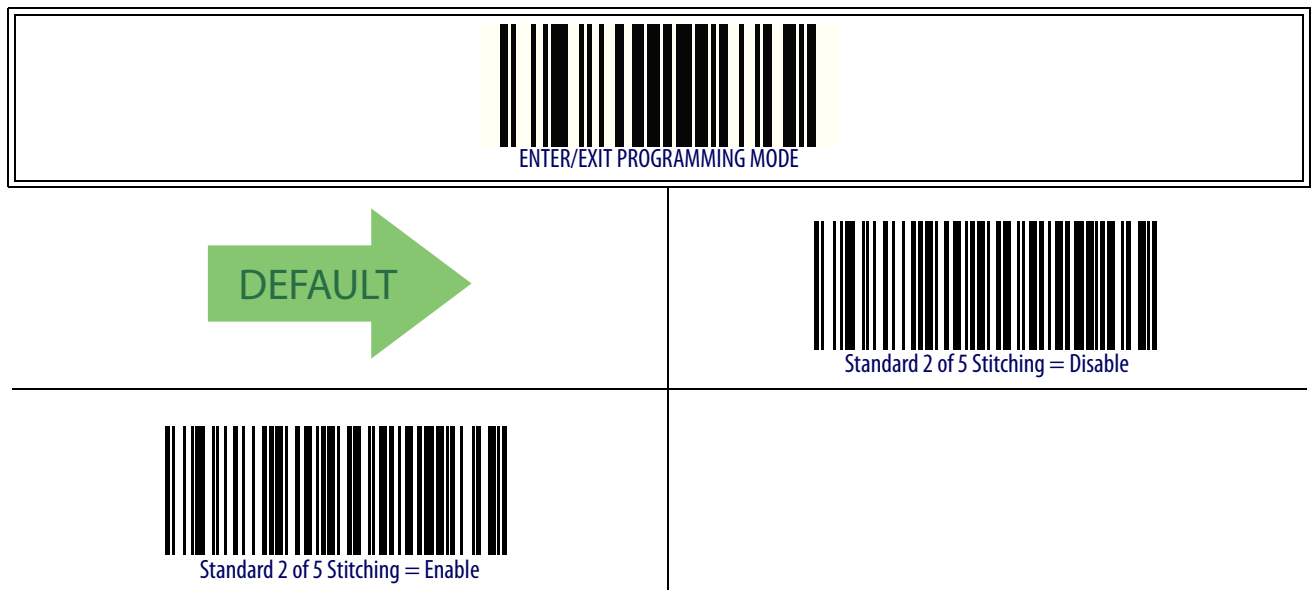 ENTER/EXIT PROGRAMMING MODE
DEFAULT
Standard 2 of 5 Stitching = Disable
Standard 2 of 5 Stitching = Enable